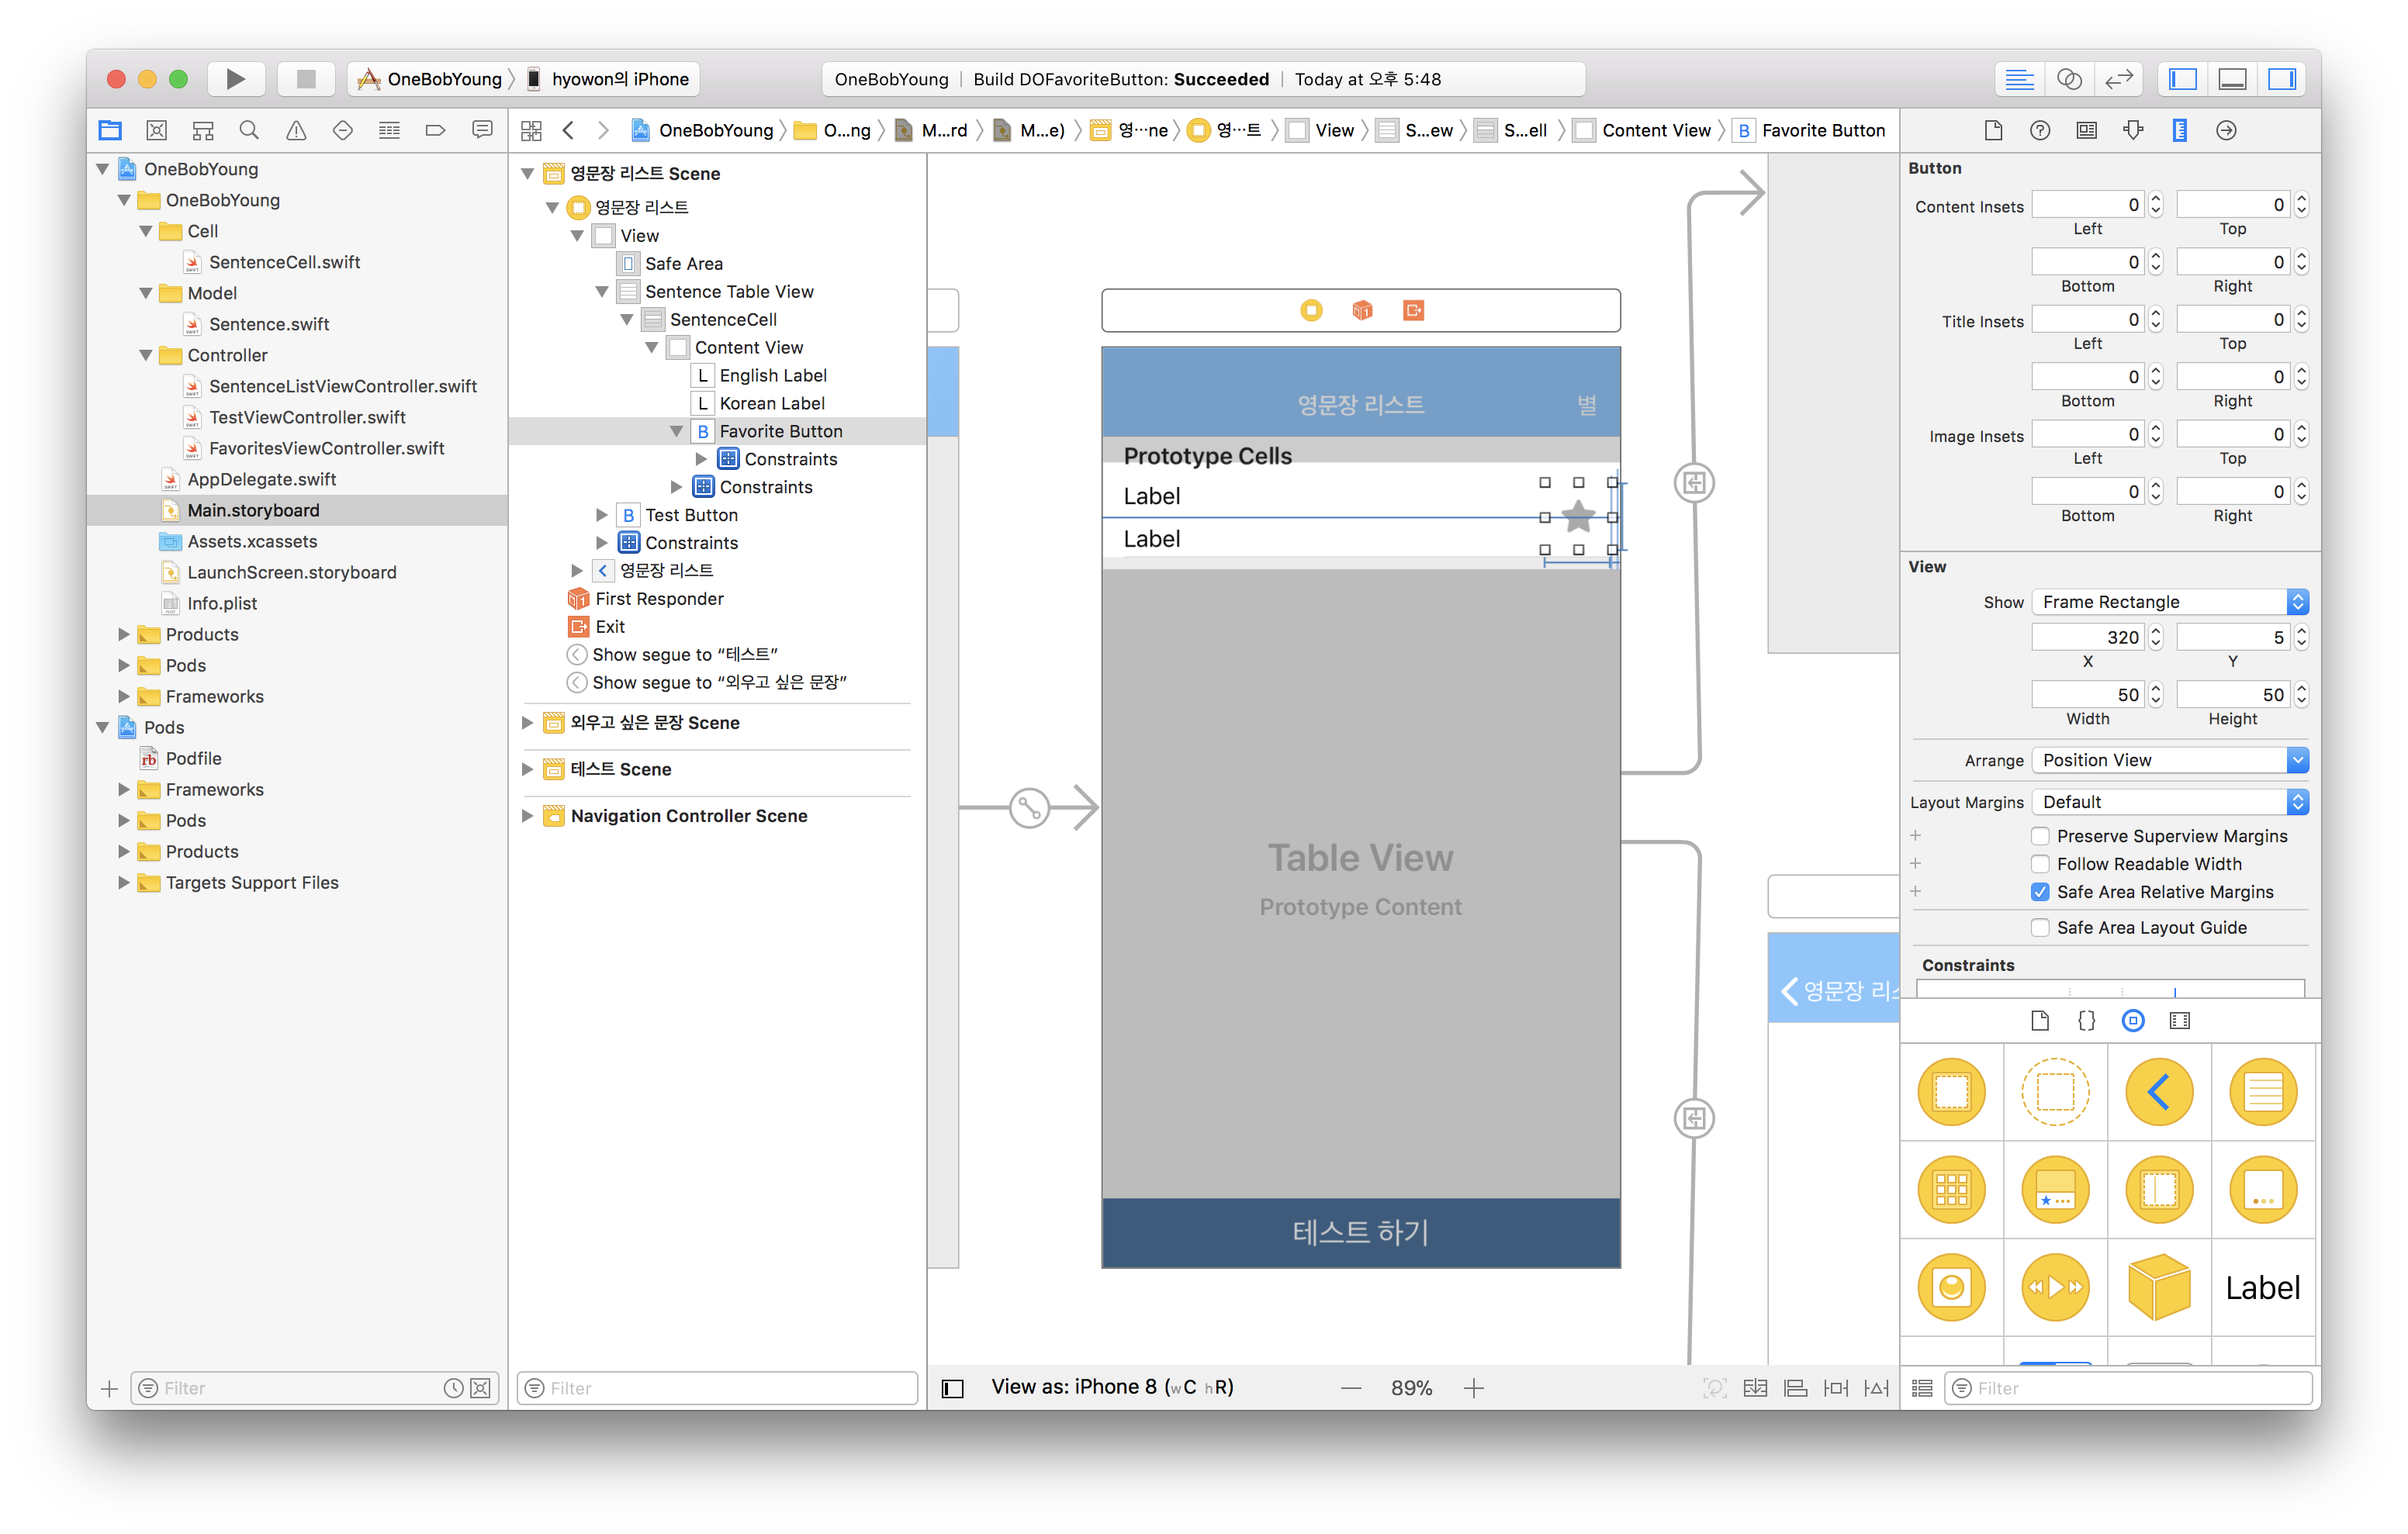 OneBobYoung hyowon의 iPhone
OneBobYoung Build DOFavoriteButton: Succeeded Today at 오후 5:48
OneBobYoung O...ng M...rd M...e) 영...ne 영...트 View S...ew S...ell Content View B Favorite Button
OneBobYoung
OneBobYoung
Cell
SentenceCell.swift
Model
Sentence.swift
Controller
SentenceListViewController.swift
TestViewController.swift
FavoritesViewController.swift
AppDelegate.swift
Main.storyboard
Assets.xcassets
LaunchScreen.storyboard
Info.plist
Products
Pods
Frameworks
Pods
Podfile
Frameworks
Pods
Products
Targets Support Files
Filter
영문장 리스트 Scene
영문장 리스트
View
Safe Area
Sentence Table View
SentenceCell
Content View
L English Label
L Korean Label
B Favorite Button
Constraints
Constraints
B Test Button
Constraints
영문장 리스트
First Responder
Exit
Show segue to “테스트”
Show segue to “외우고 싶은 문장”
외우고 싶은 문장 Scene
테스트 Scene
Navigation Controller Scene
Filter
영문장 리스트 별
Prototype Cells
Label
Label
Table View
Prototype Content
테스트 하기
영문장 리스
View as: iPhone 8 (wC hR)
89%
Button
Content Insets 0 0
Left Top
0 0
Bottom Right
Title Insets 0 0
Left Top
0 0
Bottom Right
Image Insets 0 0
Left Top
0 0
Bottom Right
View
Show Frame Rectangle
320 5
X Y
50 50
Width Height
Arrange Position View
Layout Margins Default
Preserve Superview Margins
Follow Readable Width
Safe Area Relative Margins
Safe Area Layout Guide
Constraints
Label
Filter